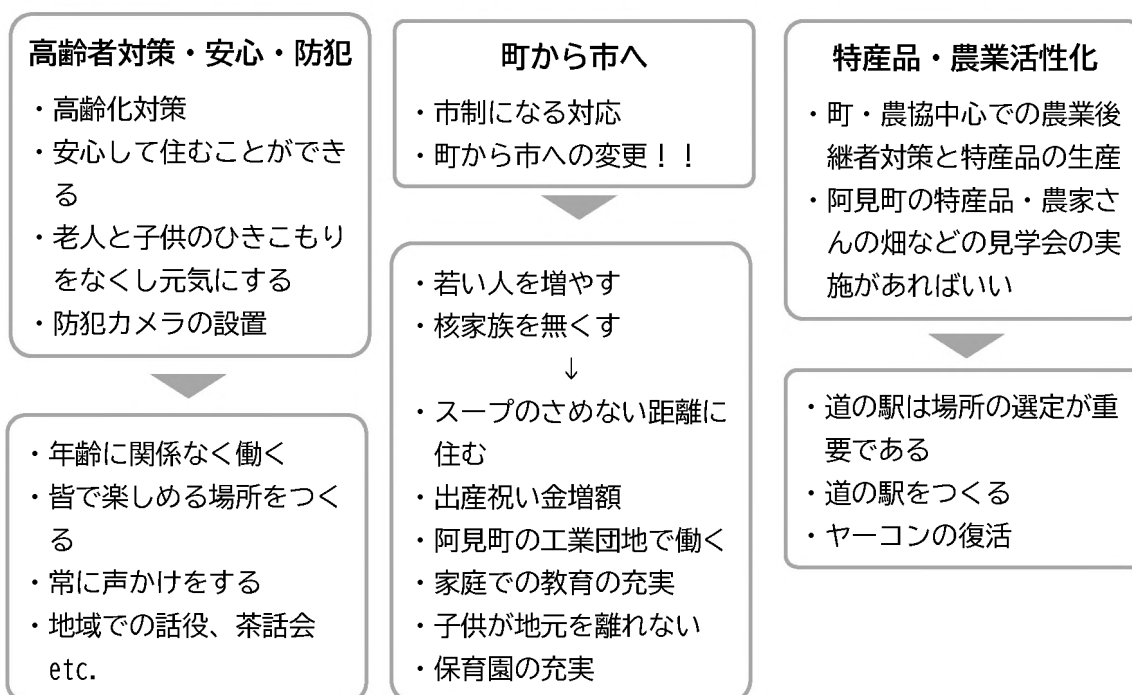 高齢者対策・安心・防犯
・高齢化対策
・安心して住むことができ
る
・老人と子供のひきこもり
をなくし元気にする
・防犯カメラの設置
・年齢に関係なく働く
・皆で楽しめる場所をつく
る
・常に声かけをする
・地域での話役、茶話会
etc.
町から市へ
・市制になる対応
・町から市への変更！！
・若い人を増やす
・核家族を無くす
↓
・スープのさめない距離に
住む
・出産祝い金増額
・阿見町の工業団地で働く
・家庭での教育の充実
・子供が地元を離れない
・保育園の充実
特産品・農業活性化
・町・農協中心での農業後
継者対策と特産品の生産
・阿見町の特産品・農家さ
んの畑などの見学会の実
施があればいい
・道の駅は場所の選定が重
要である
・道の駅をつくる
・ヤーコンの復活